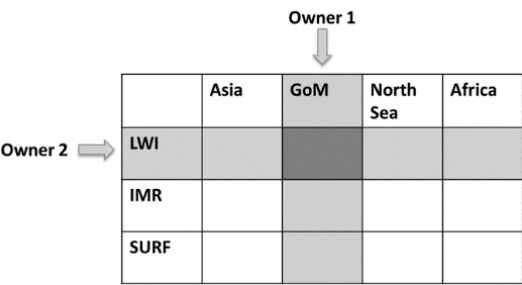 Owner 1
Asia GoM North Africa
Sea
Owner 2 LWI
IMR
SURF